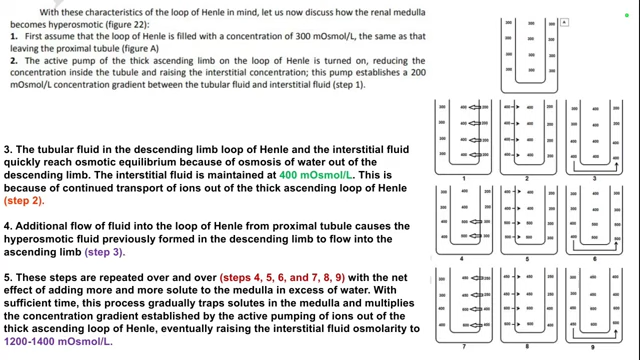 With these characteristics of the loop of Henle in mind, let us now discuss how the renal medulla
becomes hyperosmotic (figure 22):
1. First assume that the loop of Henle is filled with a concentration of 300 mOsmol/L, the same as that
leaving the proximal tubule (figure A)
2. The active pump of the thick ascending limb on the loop of Henle is turned on, reducing the
concentration inside the tubule and raising the interstitial concentration; this pump establishes a 200
mOsmol/L concentration gradient between the tubular fluid and interstitial fluid (step 1).
3. The tubular fluid in the descending limb loop of Henle and the interstitial fluid
quickly reach osmotic equilibrium because of osmosis of water out of the
descending limb. The interstitial fluid is maintained at 400 mOsmol/L. This is
because of continued transport of ions out of the thick ascending loop of Henle
(step 2).
4. Additional flow of fluid into the loop of Henle from proximal tubule causes the
hyperosmotic fluid previously formed in the descending limb to flow into the
ascending limb (step 3).
5. These steps are repeated over and over (steps 4, 5, 6, and 7, 8, 9) with the net
effect of adding more and more solute to the medulla in excess of water. With
sufficient time, this process gradually traps solutes in the medulla and multiplies
the concentration gradient established by the active pumping of ions out of the
thick ascending loop of Henle, eventually raising the interstitial fluid osmolarity to
1200-1400 mOsmol/L.
300 300 300 A
300 300 300
300 300 300
300 300 300
1 2 3
4 5 6
7 8 9